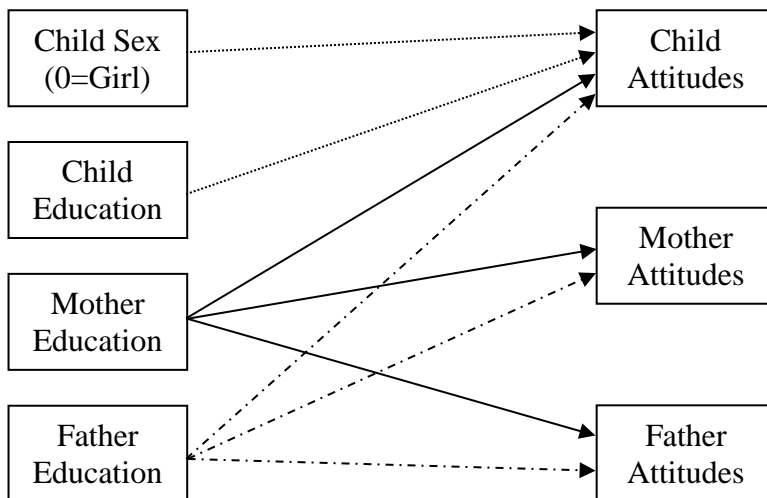 Child Sex
(0=Girl)
Child
Education
Mother
Education
Father
Education
Child
Attitudes
Mother
Attitudes
Father
Attitudes